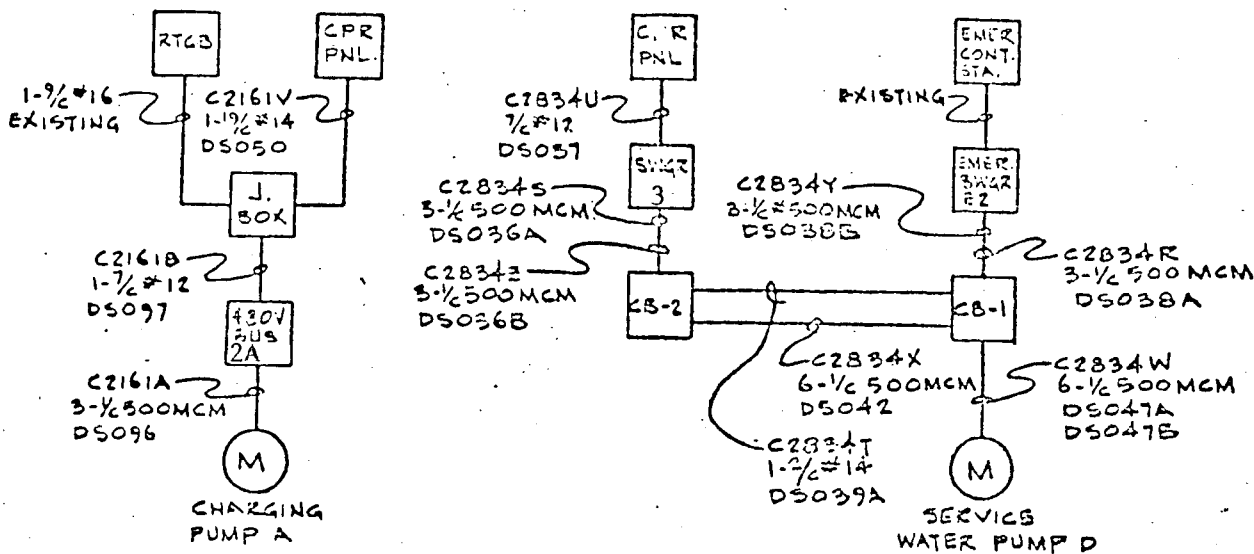 RTGB
CPR
PNL.
1-9/c #16
EXISTING
C2161V
1-19/c #14
DS050
J.
BOX
C2161B
1-7/c #12
DS097
480V
BUS
2A
C2161A
3-1/c 500MCM
DS096
M
CHARGING
PUMP A
PNL
C2834U
7/c #12
DS037
SWGR
3
C2834S
3-1/c 500 MCM
DS036A
3-1/c 500MCM
DS036B
CB-2
EMER
CONT.
STA.
EXISTING
EMER.
SWGR
E2
C2834Y
3-1/c #500MCM
DS038B
C2834R
3-1/c 500 MCM
DS038A
CB-1
C2834X
6-1/c 500MCM
DS042
C2834W
6-1/c 500 MCM
DS047A
DS047B
C2834T
#14
DS039A
M
SERVICE
WATER PUMP D